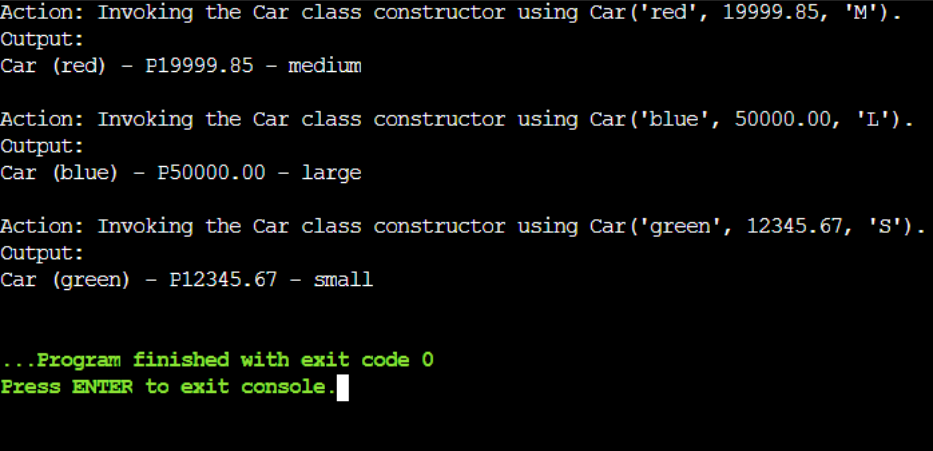 Action: Invoking the Car class constructor using Car('red', 19999.85, 'M').
Output:
Car (red) - P19999.85 - medium
Action: Invoking the Car class constructor using Car('blue', 50000.00, 'L').
Output:
Car (blue) - P50000.00 - large
Action: Invoking the Car class constructor using Car('green', 12345.67, 'S').
Output:
Car (green) - P12345.67 - small
...Program finished with exit code 0
Press ENTER to exit console.